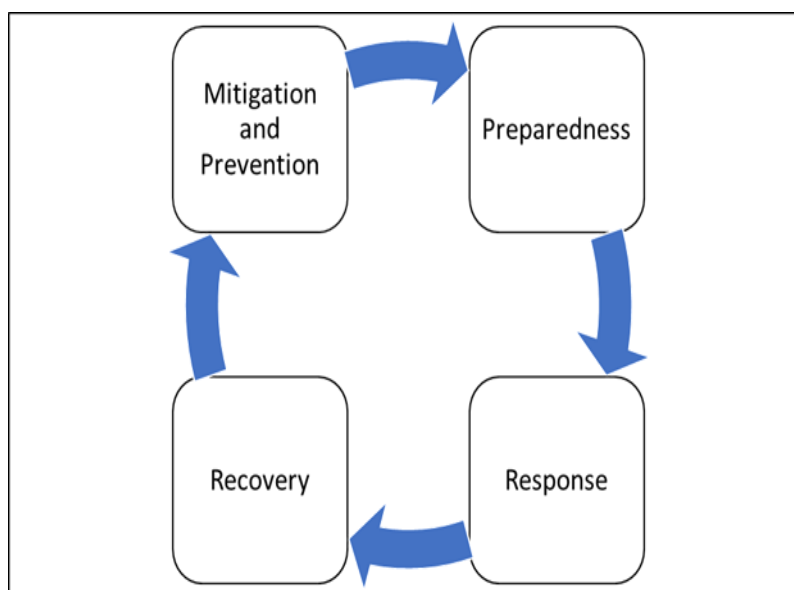 Mitigation
and
Prevention
Preparedness
Recovery
Response